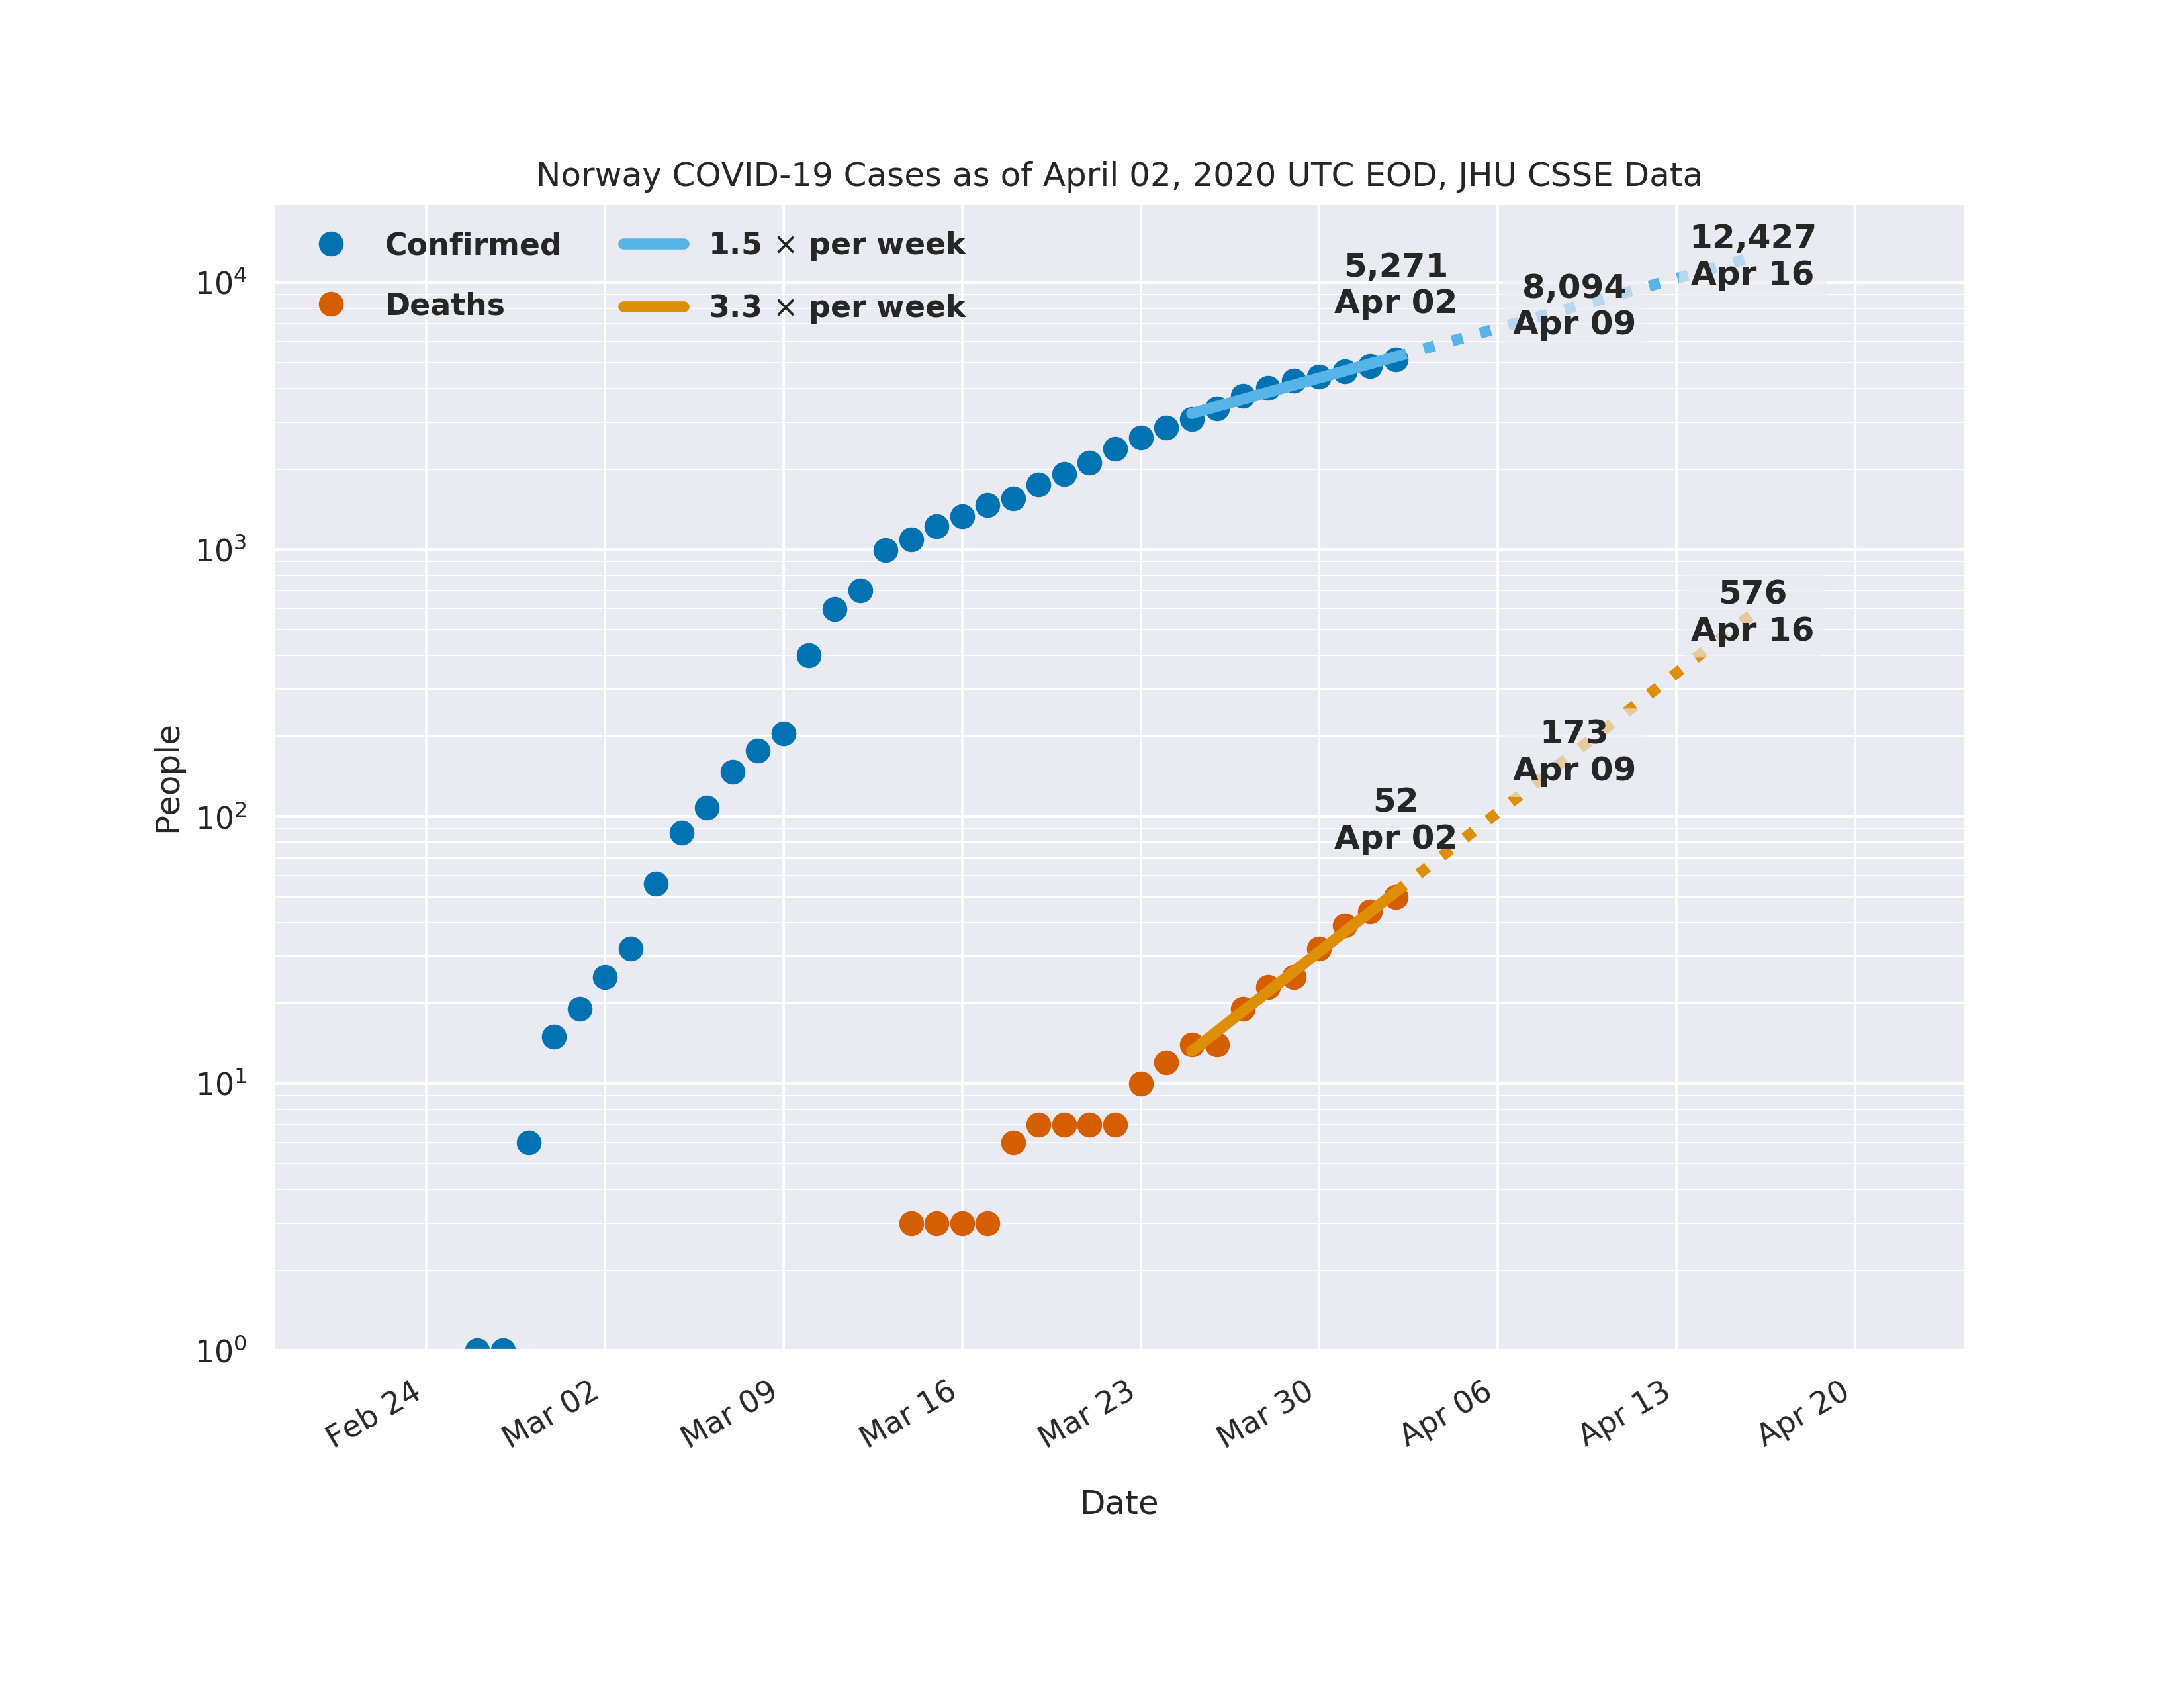 Norway COVID-19 Cases as of April 02, 2020 UTC EOD, JHU CSSE Data
Confirmed
Deaths
1.5 × per week
3.3 × per week
5,271
Apr 02
8,094
Apr 09
12,427
Apr 16
576
Apr 16
173
Apr 09
52
Apr 02
People
10⁴
10³
10²
10¹
10⁰
Feb 24
Mar 02
Mar 09
Mar 16
Mar 23
Mar 30
Apr 06
Apr 13
Apr 20
Date